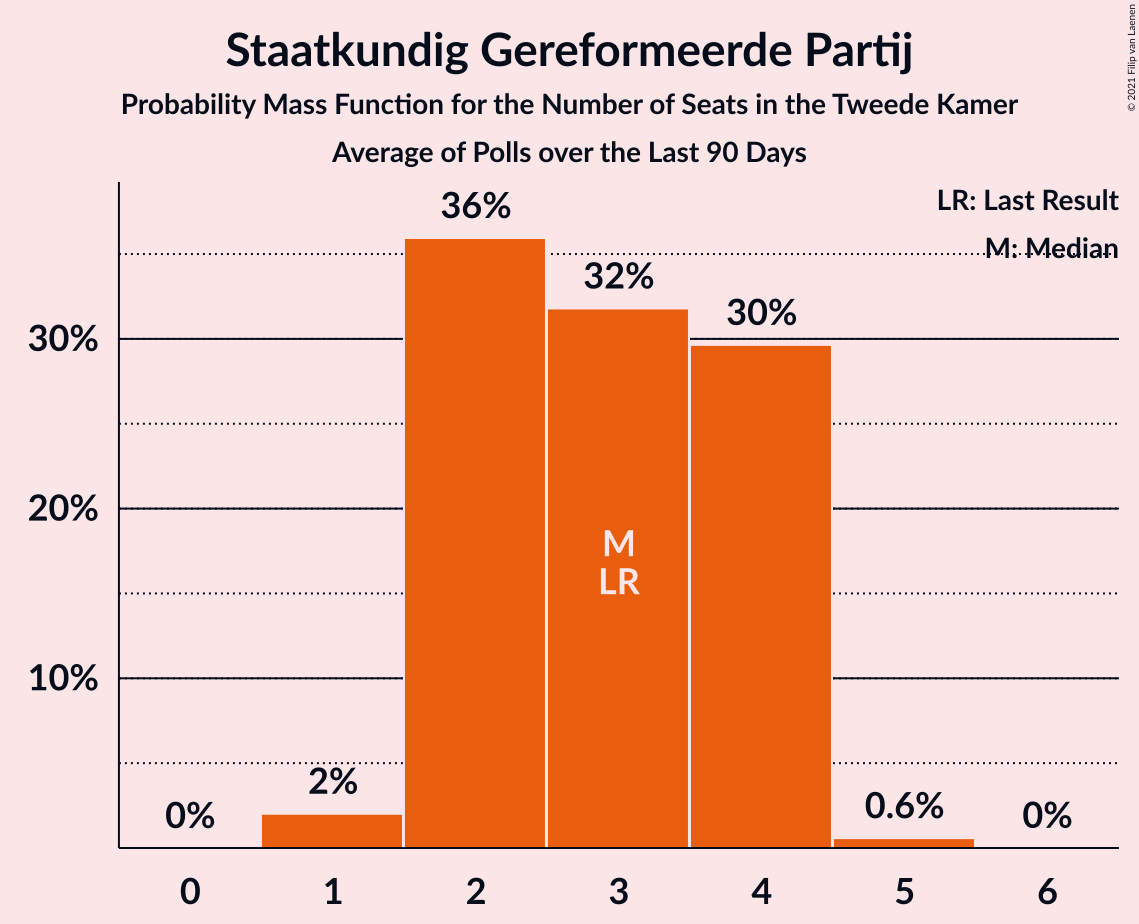 Staatkundig Gereformeerde Partij
Probability Mass Function for the Number of Seats in the Tweede Kamer
Average of Polls over the Last 90 Days
© 2021 Filip van Laenen
LR: Last Result
M: Median
36%
32%
30%
2%
0%
0.6%
0%
M
LR
30%
20%
10%
0 1 2 3 4 5 6